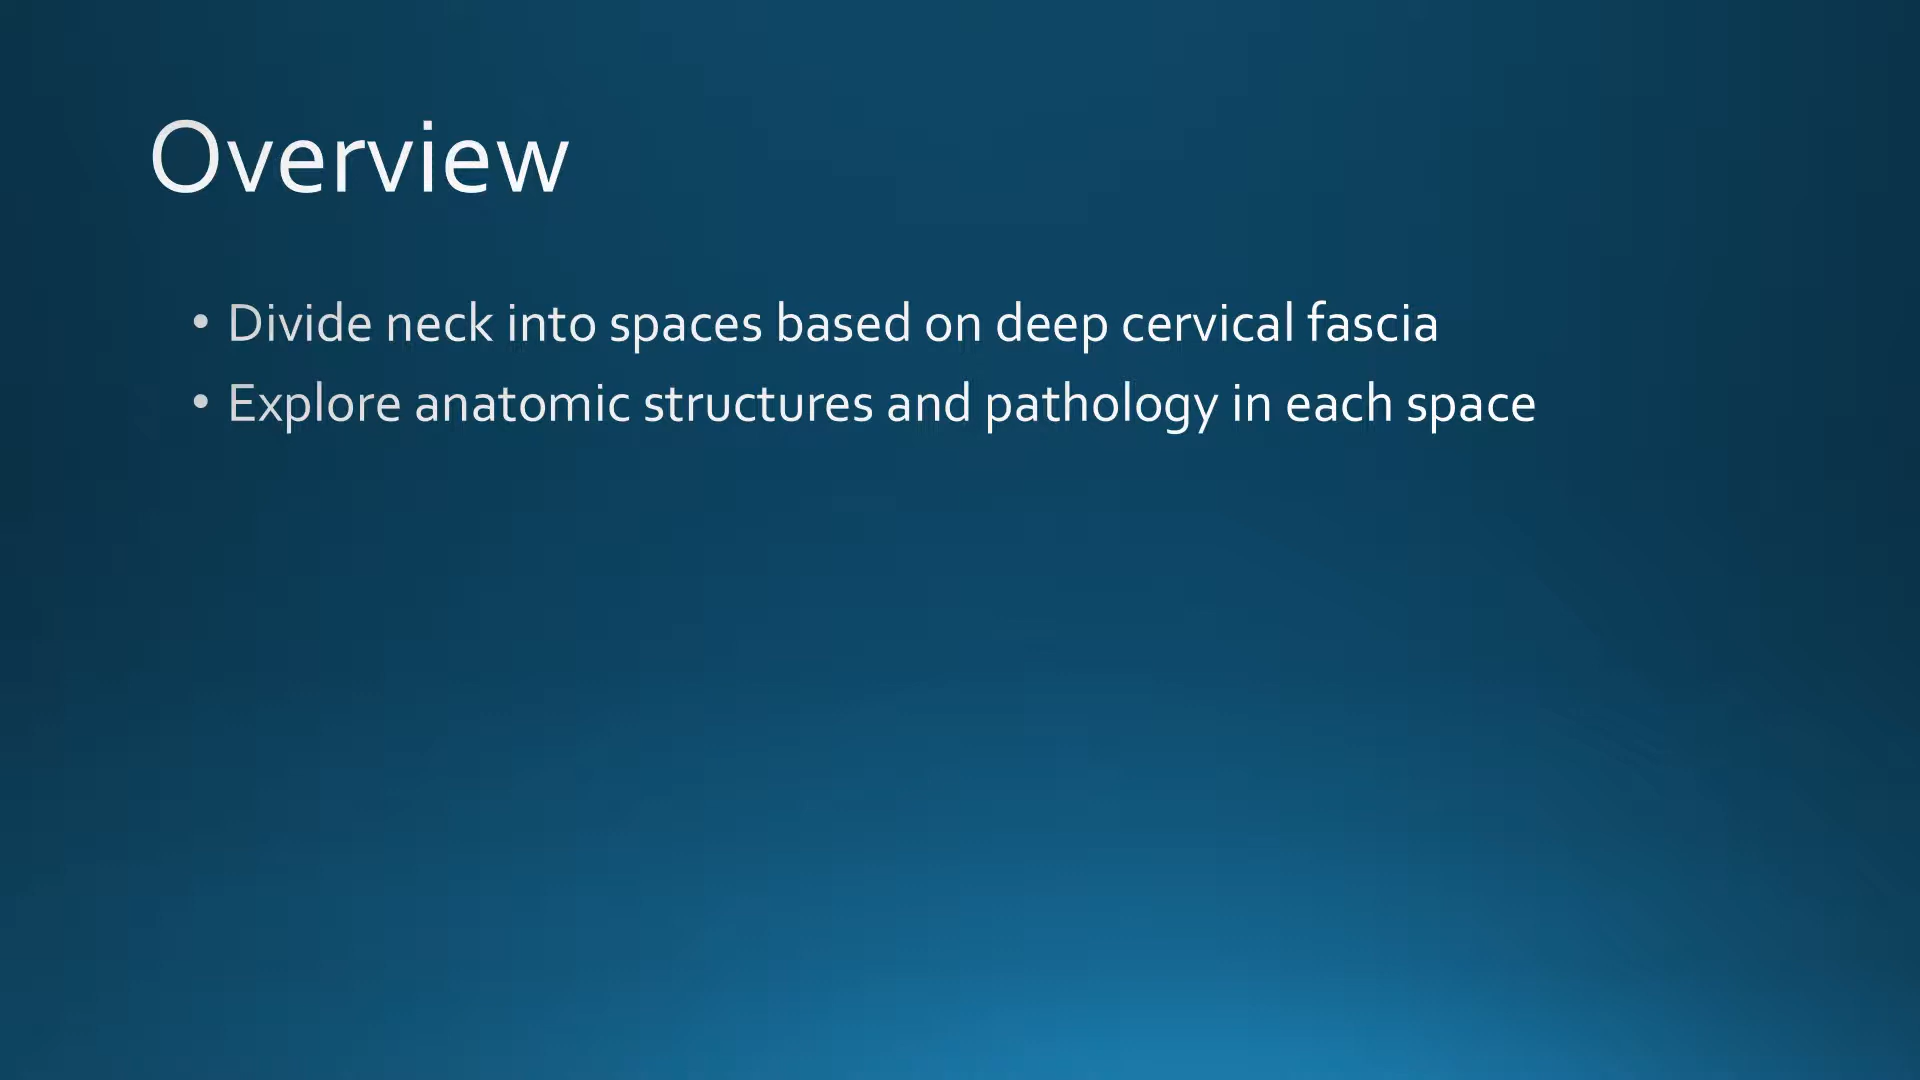 Overview
• Divide neck into spaces based on deep cervical fascia
• Explore anatomic structures and pathology in each space